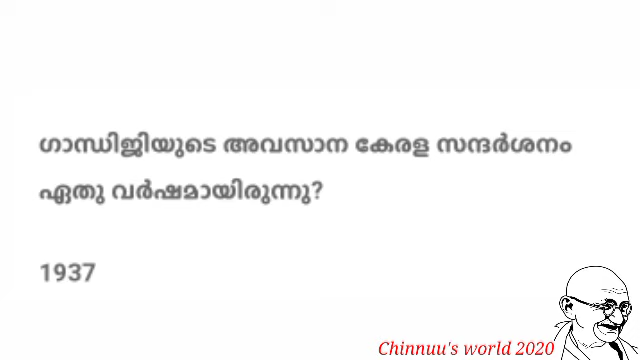 ഗാന്ധിജിയുടെ അവസാന കേരള സന്ദർശനം
ഏതു വർഷമായിരുന്നു?
1937
Chinnuu's world 2020